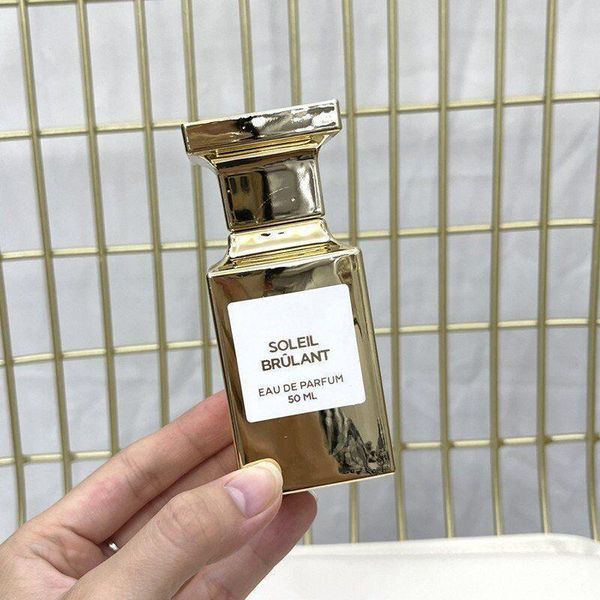 SOLEIL
BRÛLANT
EAU DE PARFUM
50 ML